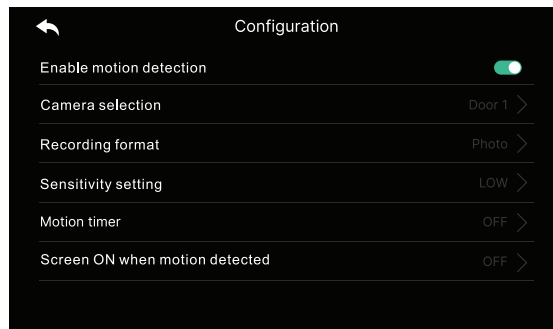 Configuration
Enable motion detection
Camera selection Door 1
Recording format Photo
Sensitivity setting LOW
Motion timer OFF
Screen ON when motion detected OFF